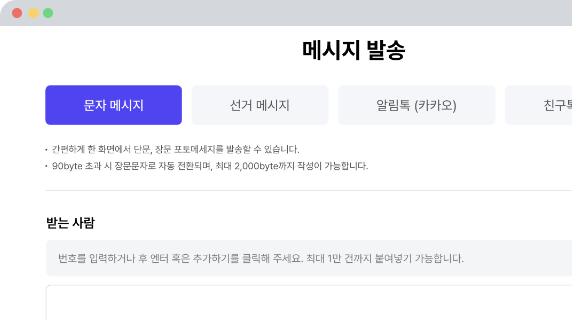 메시지 발송
문자 메시지 선거 메시지 알림톡 (카카오) 친구톡
• 간편하게 한 화면에서 단문, 장문 포토메세지를 발송할 수 있습니다.
• 90byte 초과 시 장문문자로 자동 전환되며, 최대 2,000byte까지 작성이 가능합니다.
받는 사람
번호를 입력하거나 후 엔터 혹은 추가하기를 클릭해 주세요. 최대 1만 건까지 붙여넣기 가능합니다.